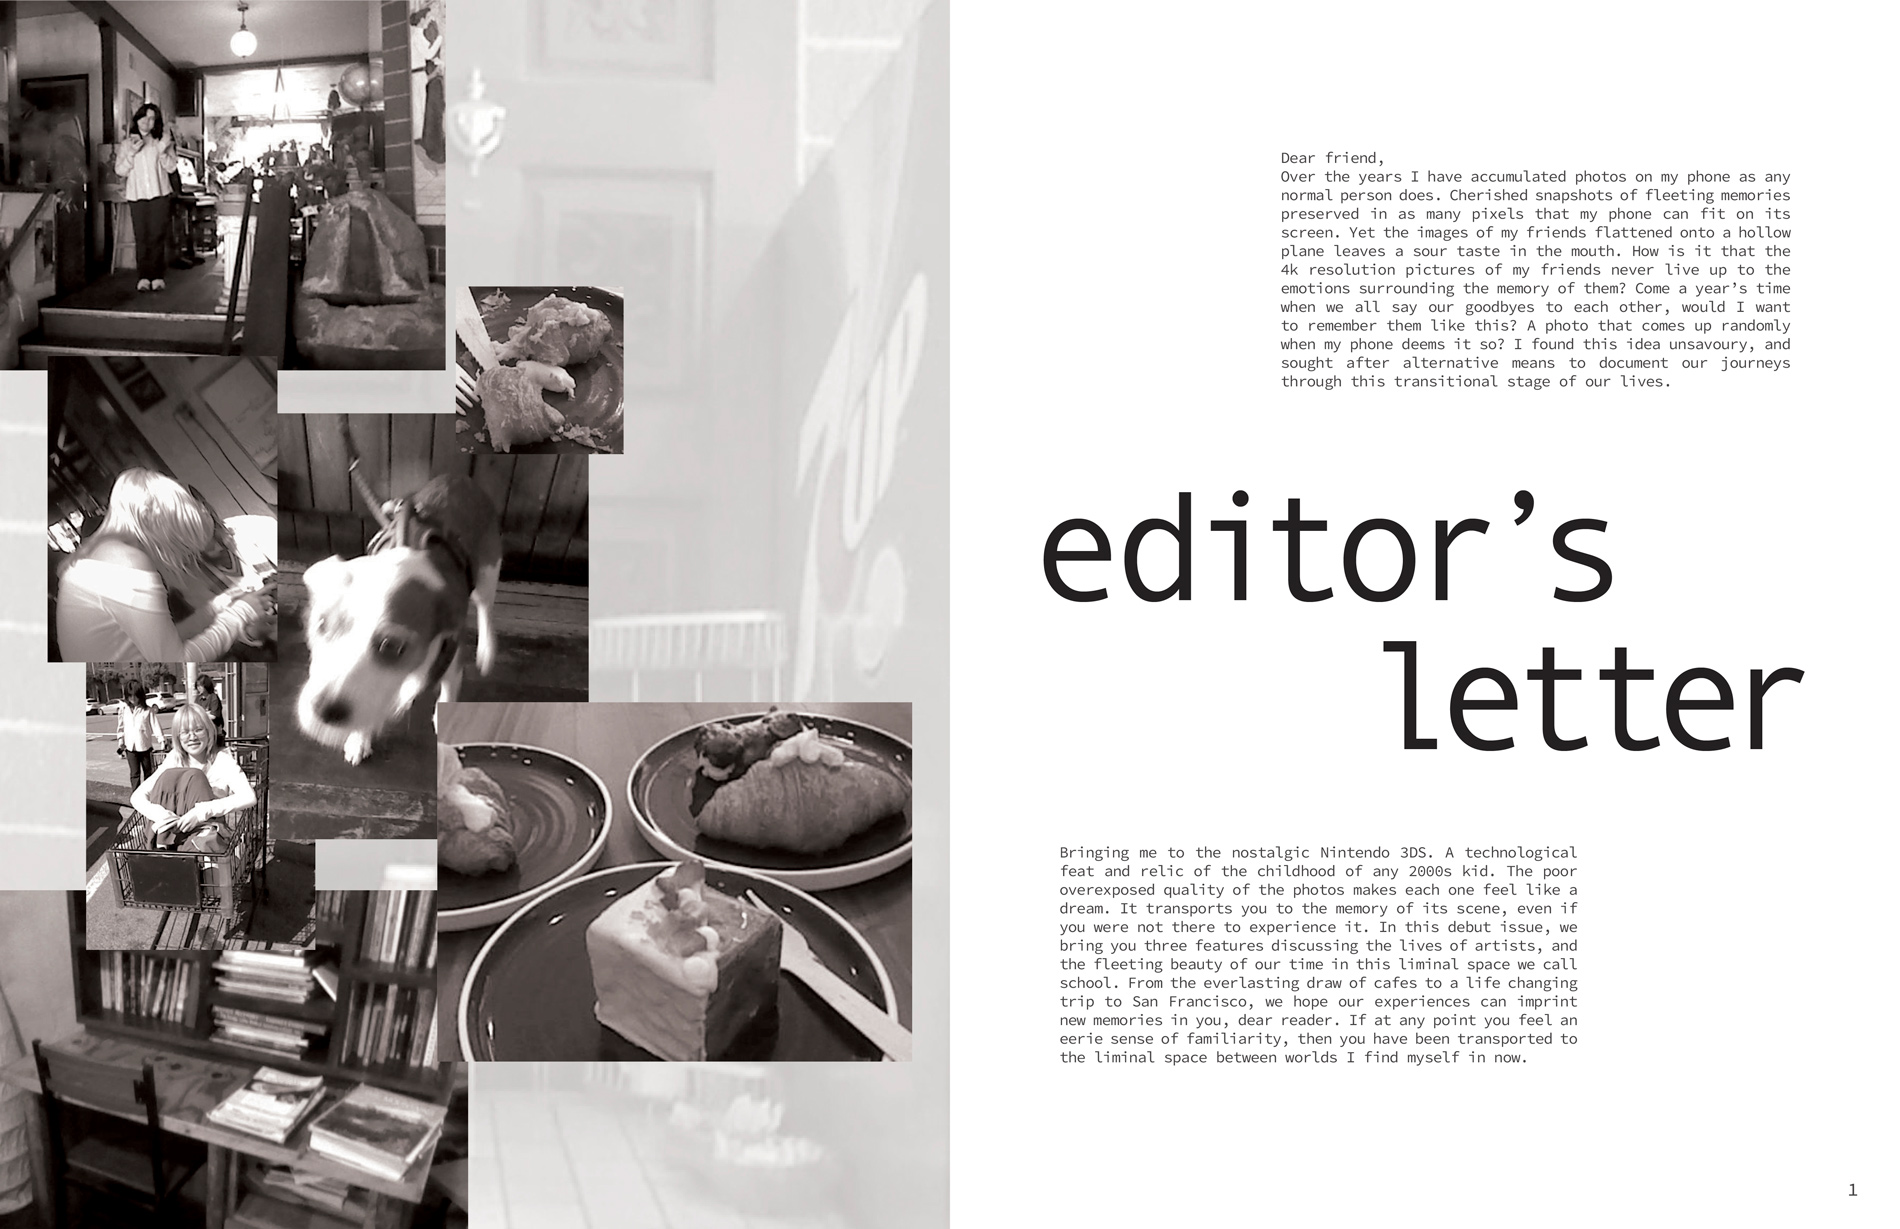 Dear friend,
Over the years I have accumulated photos on my phone as any
normal person does. Cherished snapshots of fleeting memories
preserved in as many pixels that my phone can fit on its
screen. Yet the images of my friends flattened onto a hollow
plane leaves a sour taste in the mouth. How is it that the
4k resolution pictures of my friends never live up to the
emotions surrounding the memory of them? Come a year’s time
when we all say our goodbyes to each other, would I want
to remember them like this? A photo that comes up randomly
when my phone deems it so? I found this idea unsavoury, and
sought after alternative means to document our journeys
through this transitional stage of our lives.
editor’s
letter
Bringing me to the nostalgic Nintendo 3DS. A technological
feat and relic of the childhood of any 2000s kid. The poor
overexposed quality of the photos makes each one feel like a
dream. It transports you to the memory of its scene, even if
you were not there to experience it. In this debut issue, we
bring you three features discussing the lives of artists, and
the fleeting beauty of our time in this liminal space we call
school. From the everlasting draw of cafes to a life changing
trip to San Francisco, we hope our experiences can imprint
new memories in you, dear reader. If at any point you feel an
eerie sense of familiarity, then you have been transported to
the liminal space between worlds I find myself in now.
1